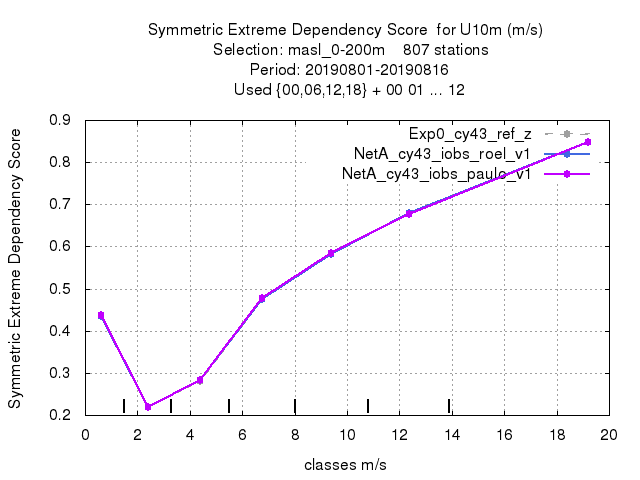 Symmetric Extreme Dependency Score  for U10m (m/s)
Selection: masl_0-200m    807 stations
Period: 20190801-20190816
Used {00,06,12,18} + 00 01 ... 12
Exp0_cy43_ref_z
NetA_cy43_iobs_roel_v1
NetA_cy43_iobs_paulo_v1
Symmetric Extreme Dependency Score
0.9
0.8
0.7
0.6
0.5
0.4
0.3
0.2
0 2 4 6 8 10 12 14 16 18 20
classes m/s